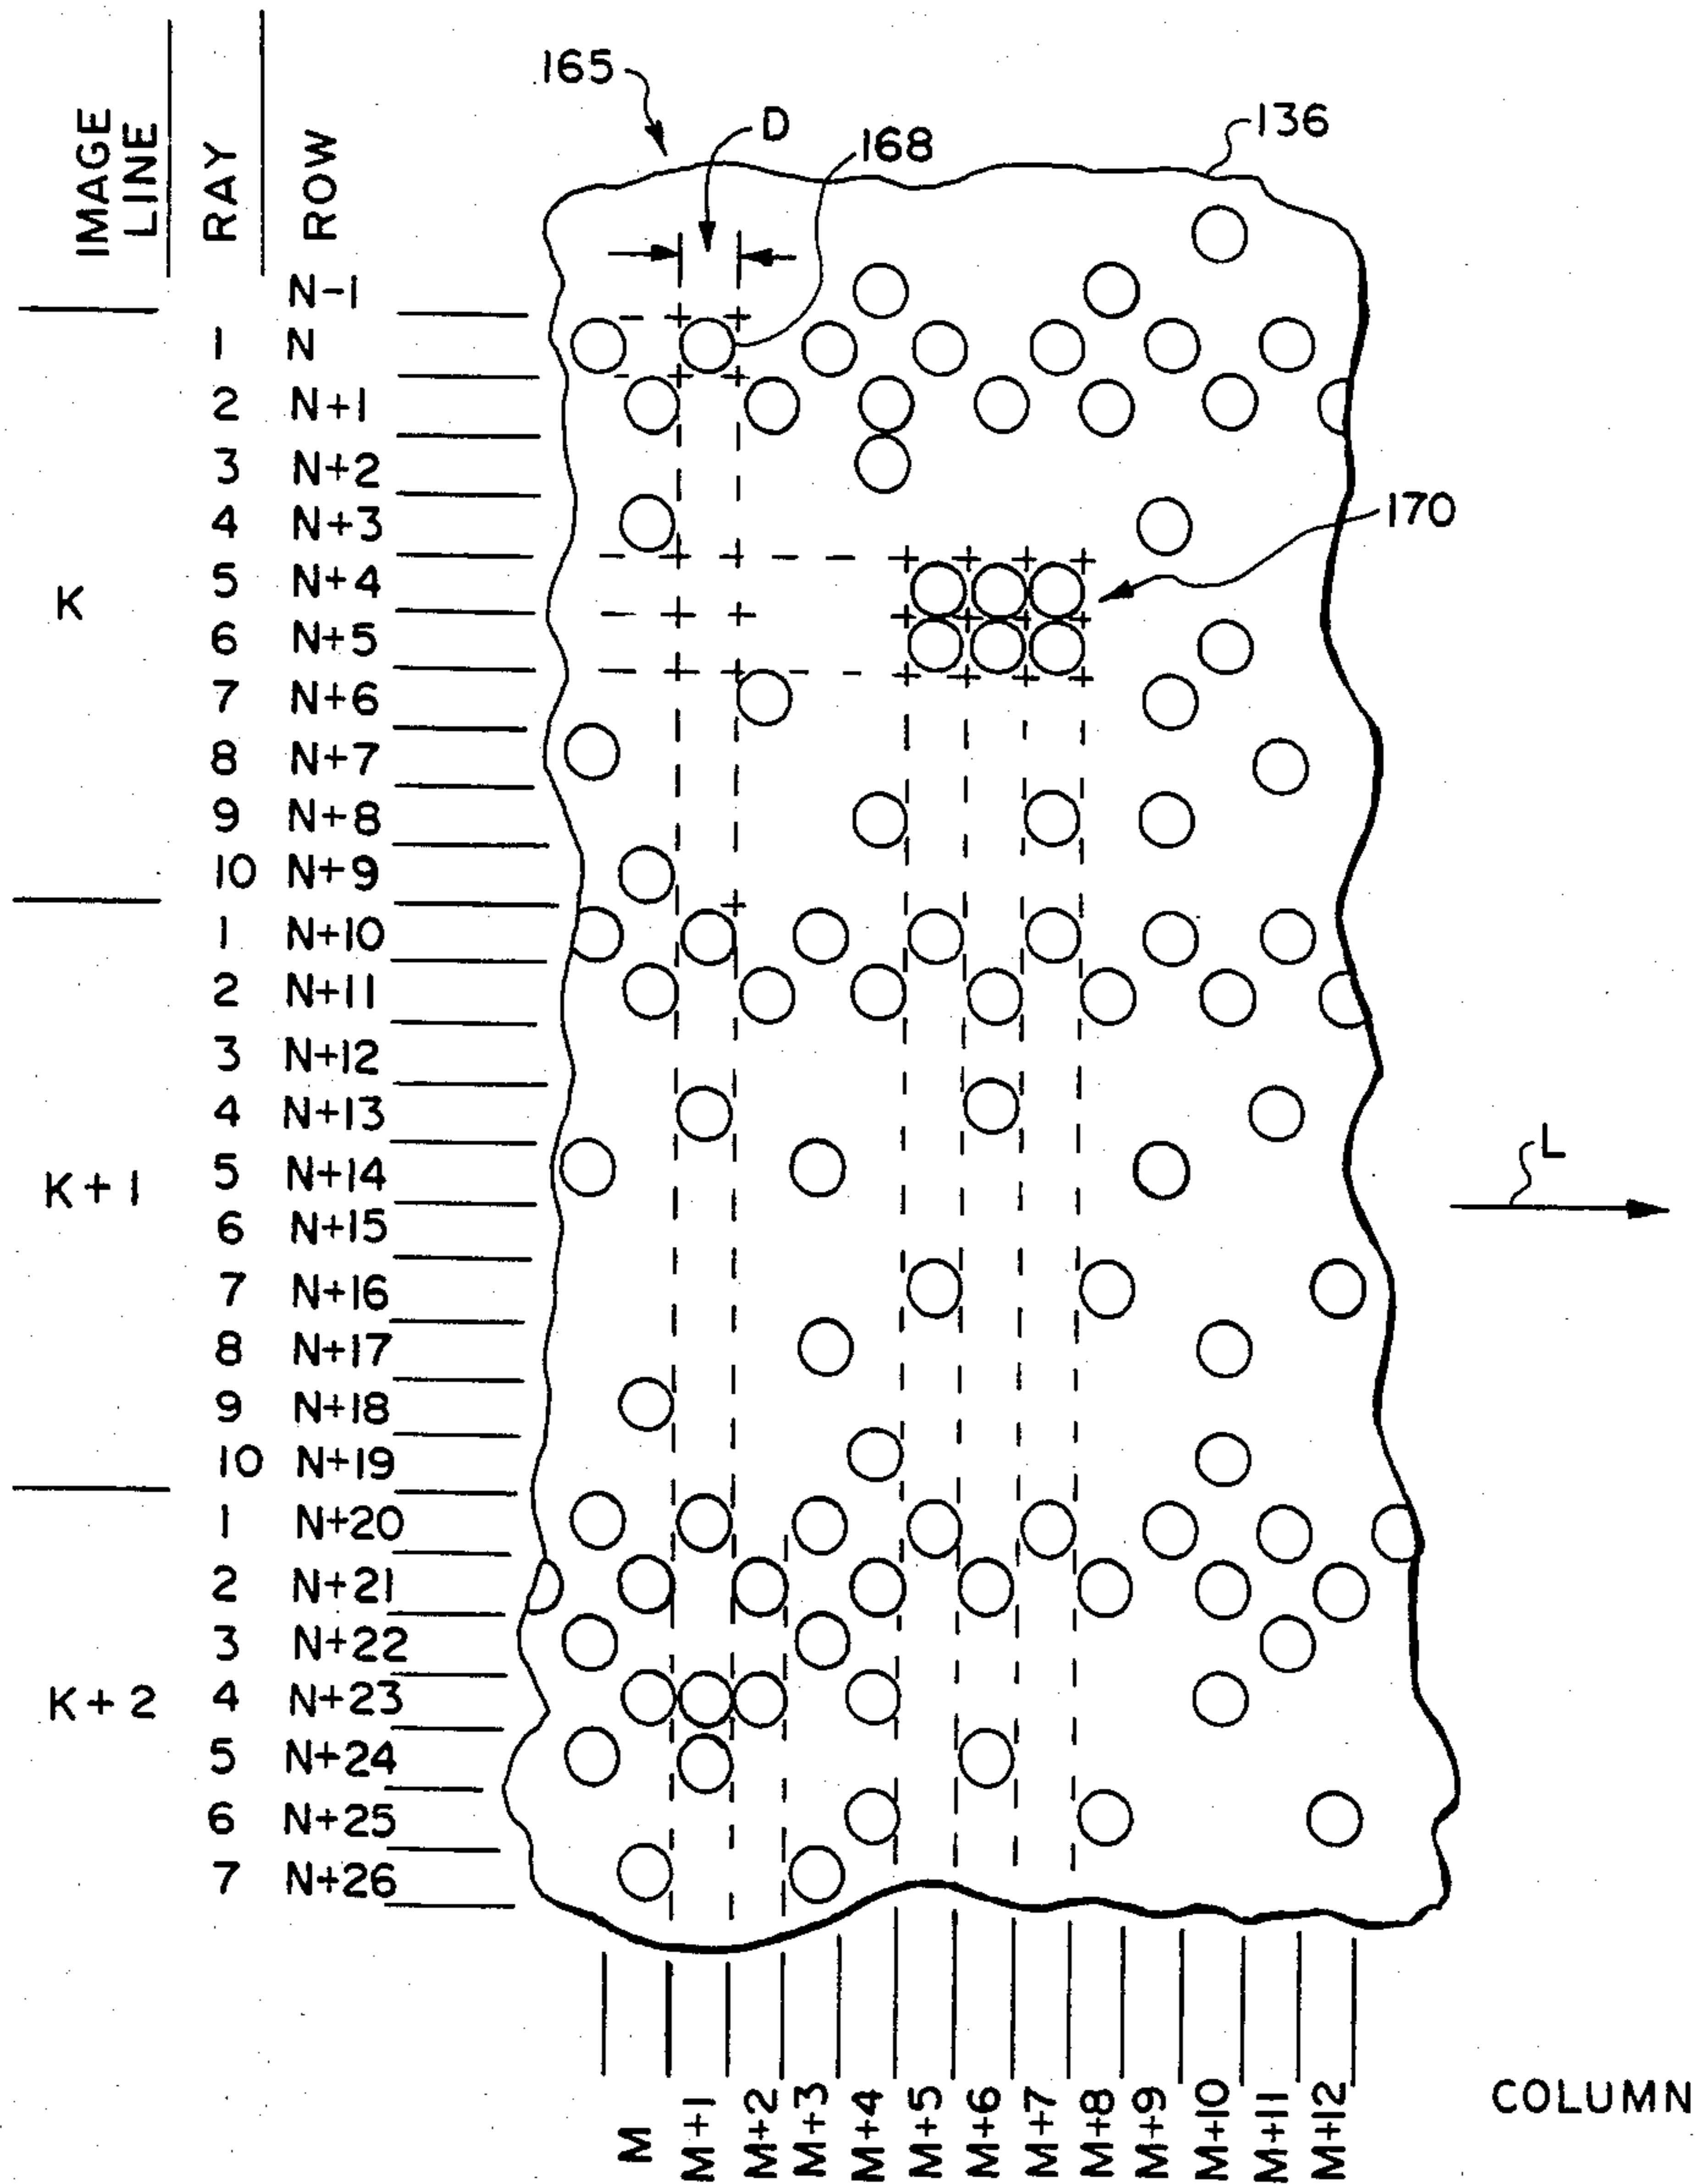 165
D
168
136
IMAGE LINE
RAY
ROW
N-1
1 N
2 N+1
3 N+2
4 N+3
170
5 N+4
K
6 N+5
7 N+6
8 N+7
9 N+8
10 N+9
1 N+10
2 N+11
3 N+12
4 N+13
L
K+1 5 N+14
6 N+15
7 N+16
8 N+17
9 N+18
10 N+19
1 N+20
2 N+21
3 N+22
K+2 4 N+23
5 N+24
6 N+25
7 N+26
M M+1 M+2 M+3 M+4 M+5 M+6 M+7 M+8 M+9 M+10 M+11 M+12
COLUMN